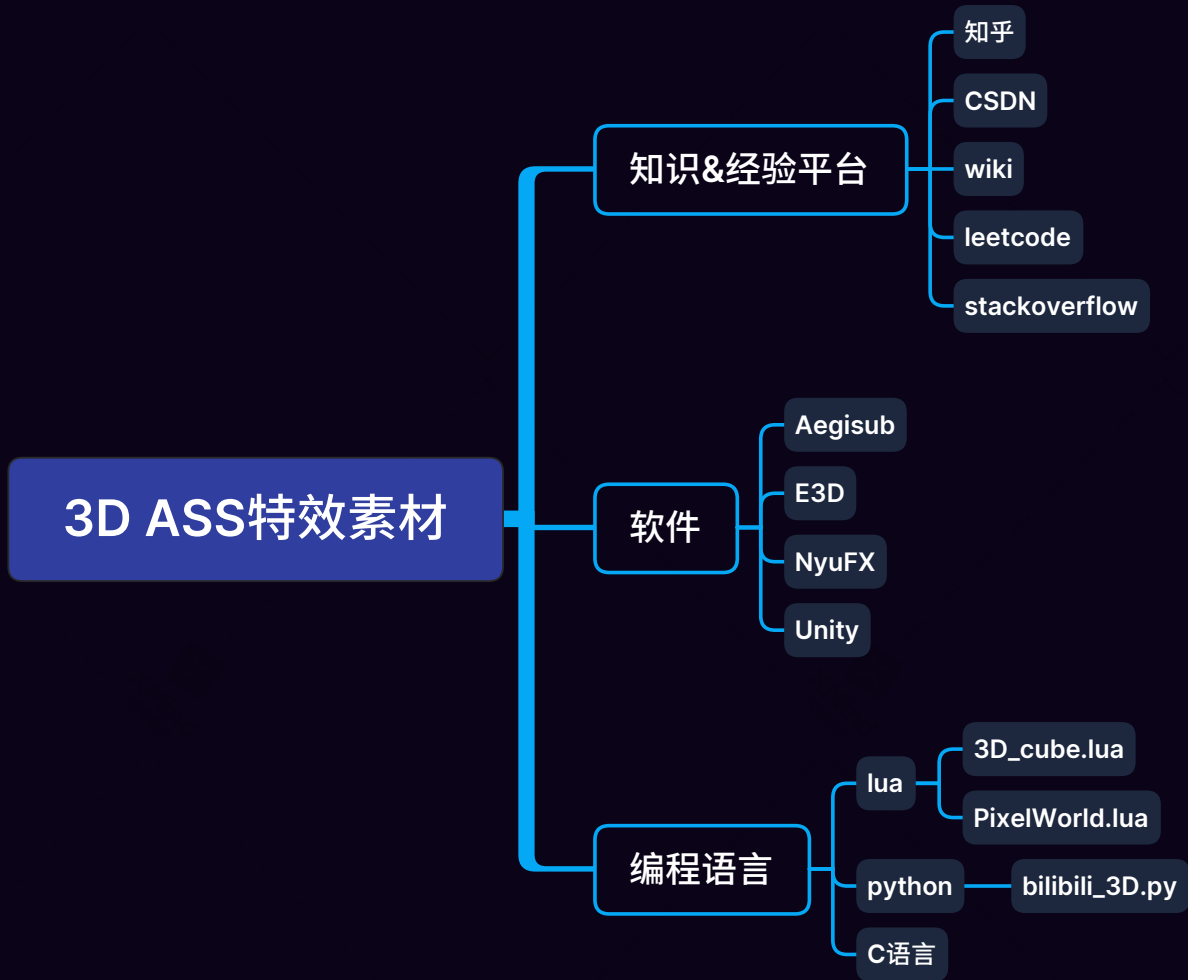 3D ASS特效素材
知识&经验平台
知乎
CSDN
wiki
leetcode
stackoverflow
软件
Aegisub
E3D
NyuFX
Unity
编程语言
lua
3D_cube.lua
PixelWorld.lua
python
bilibili_3D.py
C语言